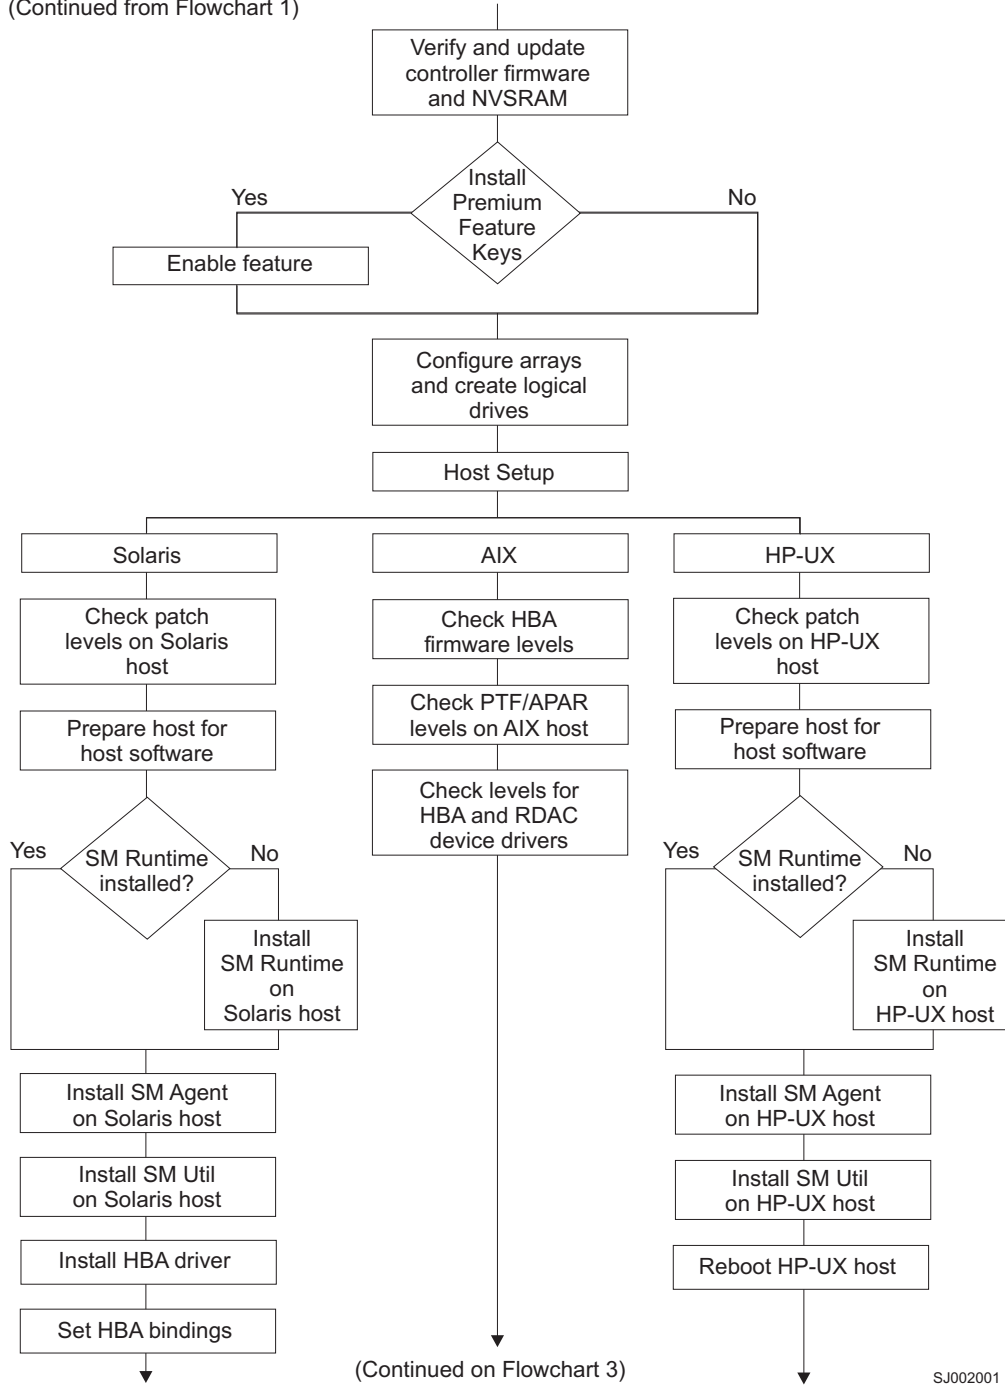 (Continued from Flowchart 1)
Verify and update
controller firmware
and NVSRAM
Install
Premium
Feature
Keys
Yes
No
Enable feature
Configure arrays
and create logical
drives
Host Setup
Solaris
AIX
HP-UX
Check patch
levels on Solaris
host
Check HBA
firmware levels
Check patch
levels on HP-UX
host
Prepare host for
host software
Check PTF/APAR
levels on AIX host
Prepare host for
host software
Check levels for
HBA and RDAC
device drivers
Yes
SM Runtime
installed?
No
Yes
SM Runtime
installed?
No
Install
SM Runtime
on
Solaris host
Install
SM Runtime
on
HP-UX host
Install SM Agent
on Solaris host
Install SM Agent
on HP-UX host
Install SM Util
on Solaris host
Install SM Util
on HP-UX host
Install HBA driver
Reboot HP-UX host
Set HBA bindings
(Continued on Flowchart 3)
SJ002001